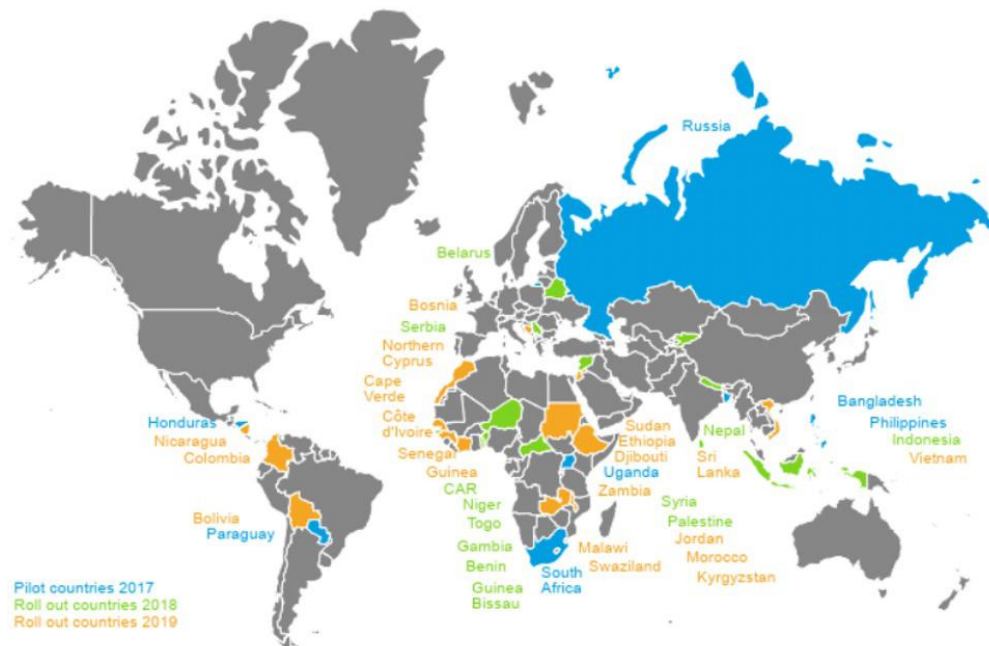 Russia
Belarus
Bosnia
Serbia
Northern
Cyprus
Cape
Verde
Côte
d'Ivoire
Senegal
Guinea
CAR
Niger
Togo
Gambia
Benin
Guinea
Bissau
Honduras
Nicaragua
Colombia
Bolivia
Paraguay
Sudan
Ethiopia
Djibouti
Uganda
Zambia
Malawi
Swaziland
South
Africa
Nepal
Sri
Lanka
Syria
Palestine
Jordan
Morocco
Kyrgyzstan
Bangladesh
Philippines
Indonesia
Vietnam
Pilot countries 2017
Roll out countries 2018
Roll out countries 2019